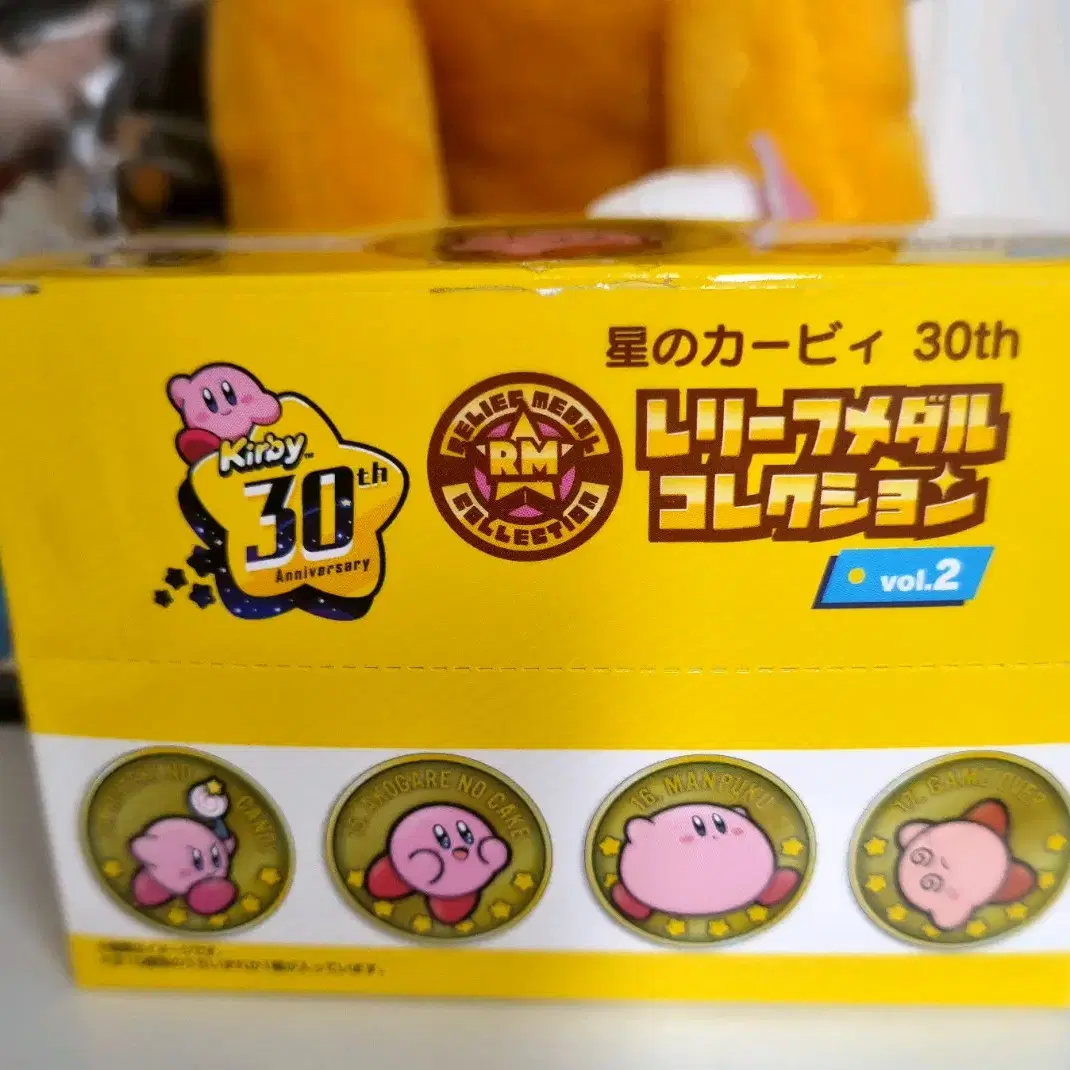 星のカービィ 30th
Kirby
30th
Anniversary
RELIEF MEDAL
RM
COLLECTION
レリーフメダル
コレクション
vol.2
AKOGARE NO CAKE
16. MANPUKU
17. GAME OVER